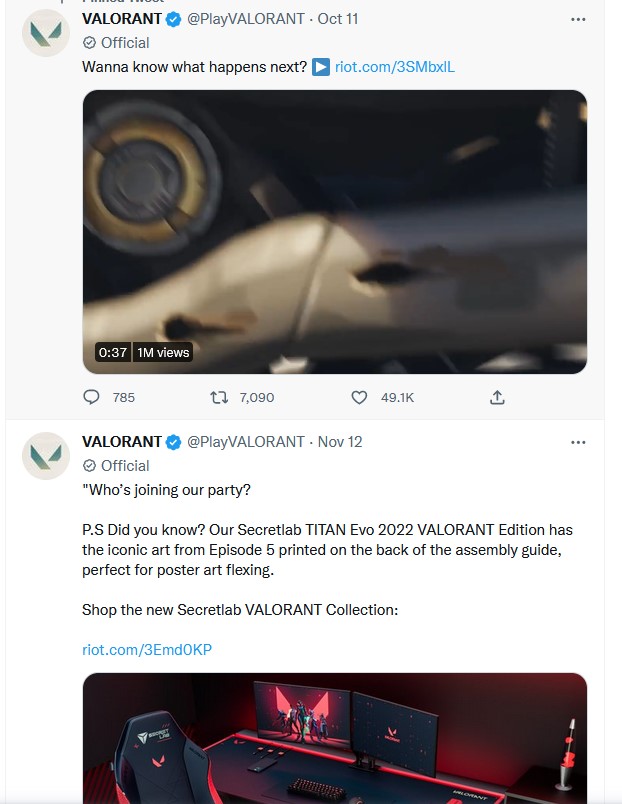 VALORANT @PlayVALORANT · Oct 11
Official
Wanna know what happens next? ▶ riot.com/3SMbxlL
0:37 1M views
785 7,090 49.1K
VALORANT @PlayVALORANT · Nov 12
Official
"Who's joining our party?
P.S Did you know? Our Secretlab TITAN Evo 2022 VALORANT Edition has
the iconic art from Episode 5 printed on the back of the assembly guide,
perfect for poster art flexing.
Shop the new Secretlab VALORANT Collection:
riot.com/3Emd0KP
SECRET
LAB
VALORANT